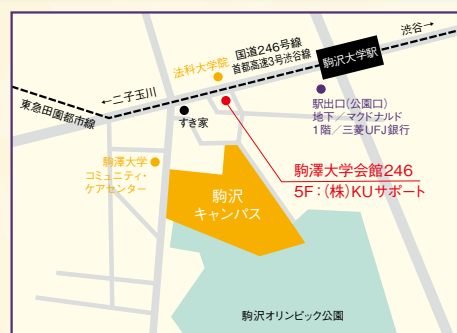 渋谷→
国道246号線
首都高速3号渋谷線
駒沢大学駅
法科大学院
←二子玉川
東急田園都市線
すき家
駅出口(公園口)
地下／マクドナルド
1階／三菱UFJ銀行
駒澤大学
コミュニティ・
ケアセンター
駒澤大学会館246
5F：(株)KUサポート
駒沢
キャンパス
駒沢オリンピック公園